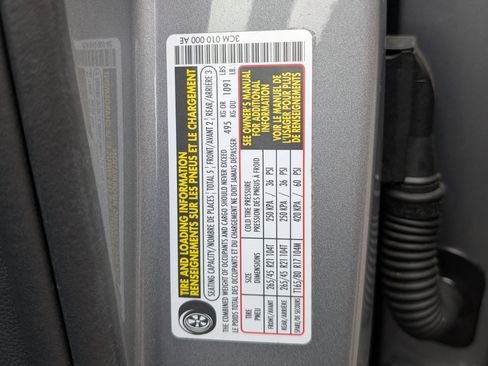 3CM 010 000 AE
TIRE AND LOADING INFORMATION
RENSEIGNEMENTS SUR LES PNEUS ET LE CHARGEMENT
SEATING CAPACITY/NOMBRE DE PLACES | TOTAL 5 | FRONT/AVANT 2 | REAR/ARRIÈRE 3
THE COMBINED WEIGHT OF OCCUPANTS AND CARGO SHOULD NEVER EXCEED
LE POIDS TOTAL DES OCCUPANTS ET DU CHARGEMENT NE DOIT JAMAIS DÉPASSER
495 KG OR 1091 LBS
KG OU LB.
TIRE SIZE COLD TIRE PRESSURE
PNEU DIMENSIONS PRESSION DES PNEUS À FROID
FRONT/AVANT 265/45 R21 104T 250 KPA / 36 PSI
REAR/ARRIÈRE 265/45 R21 104T 250 KPA / 36 PSI
SPARE/DE SECOURS T165/80 R17 104M 420 KPA / 60 PSI
SEE OWNER'S MANUAL
FOR ADDITIONAL
INFORMATION
VOIR LE MANUEL DE
L'USAGER POUR PLUS
DE RENSEIGNEMENTS